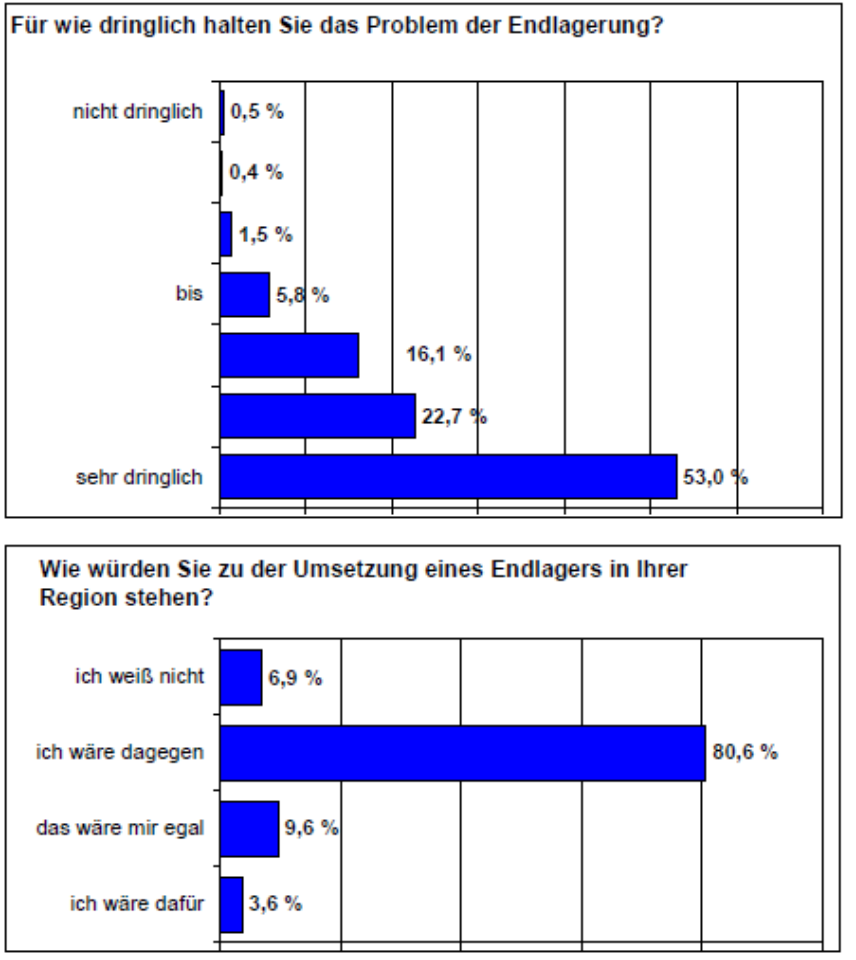 Für wie dringlich halten Sie das Problem der Endlagerung?
nicht dringlich 0,5 %
0,4 %
1,5 %
bis 5,8 %
16,1 %
22,7 %
sehr dringlich 53,0 %
Wie würden Sie zu der Umsetzung eines Endlagers in Ihrer
Region stehen?
ich weiß nicht 6,9 %
ich wäre dagegen 80,6 %
das wäre mir egal 9,6 %
ich wäre dafür 3,6 %